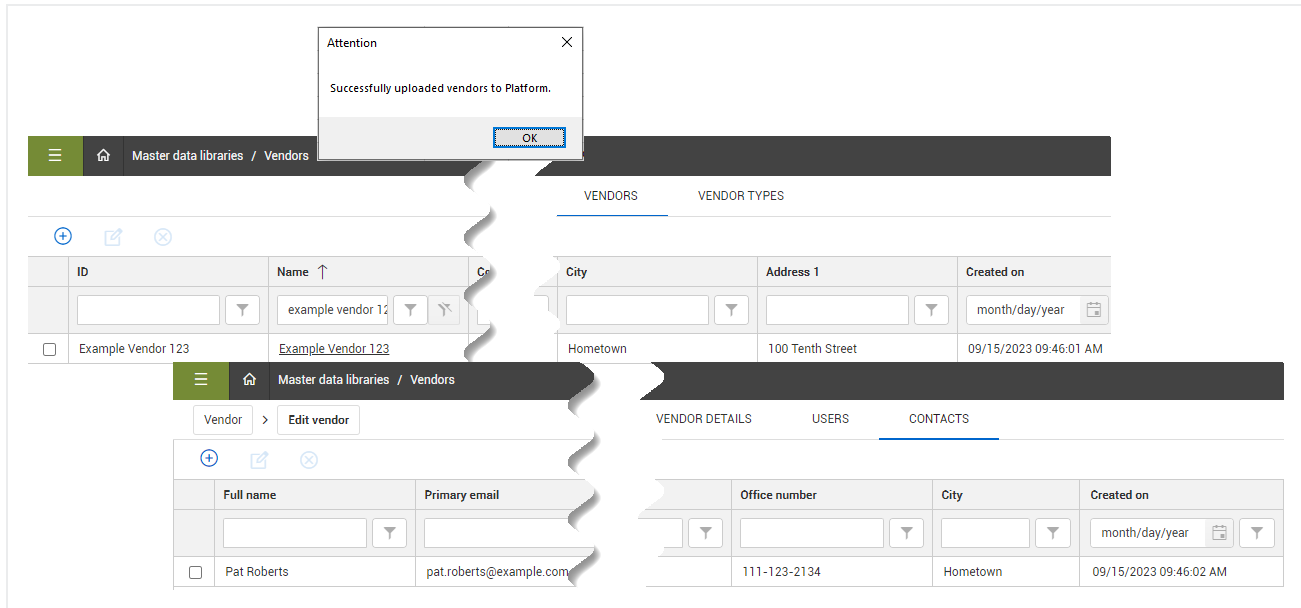 Attention
Successfully uploaded vendors to Platform.
OK
Master data libraries / Vendors
VENDORS VENDOR TYPES
ID Name City Address 1 Created on
example vendor 12 month/day/year
Example Vendor 123 Example Vendor 123 Hometown 100 Tenth Street 09/15/2023 09:46:01 AM
Master data libraries / Vendors
Vendor > Edit vendor VENDOR DETAILS USERS CONTACTS
Full name Primary email Office number City Created on
month/day/year
Pat Roberts pat.roberts@example.com 111-123-2134 Hometown 09/15/2023 09:46:02 AM